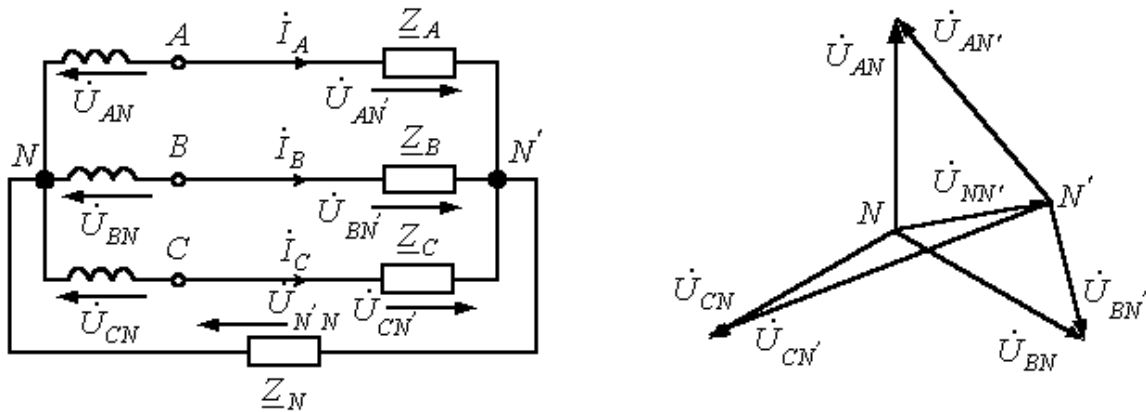 A İ_A Z_A
U̇_AN U̇_AN'
N B İ_B Z_B N'
U̇_BN U̇_BN'
C İ_C Z_C
U̇_CN U̇_N'N U̇_CN'
Z_N
U̇_AN U̇_AN'
N U̇_NN' N'
U̇_CN U̇_CN' U̇_BN U̇_BN'